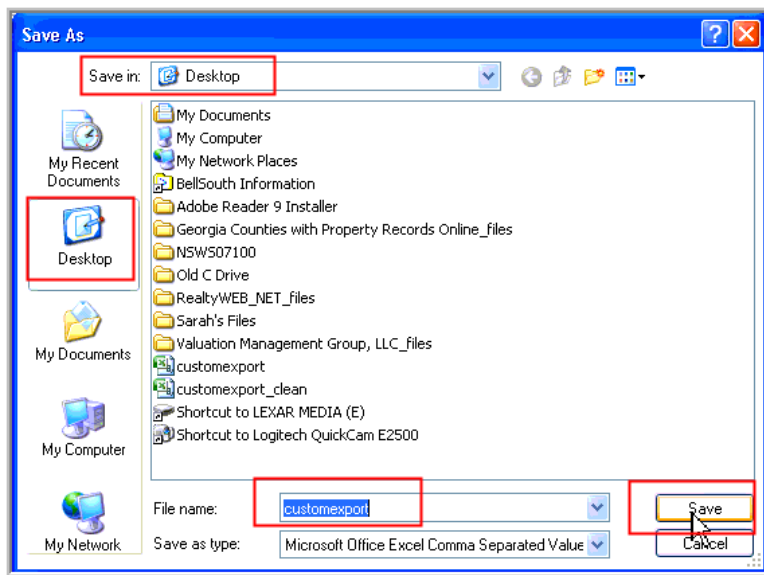 Save As
Save in:
Desktop
My Recent
Documents
Desktop
My Documents
My Computer
My Network
My Documents
My Computer
My Network Places
BellSouth Information
Adobe Reader 9 Installer
Georgia Counties with Property Records Online_files
NSWS07100
Old C Drive
RealtyWEB_NET_files
Sarah's Files
Valuation Management Group, LLC_files
customexport
customexport_clean
Shortcut to LEXAR MEDIA (E)
Shortcut to Logitech QuickCam E2500
File name:
customexport
Save
Save as type:
Microsoft Office Excel Comma Separated Value
Cancel